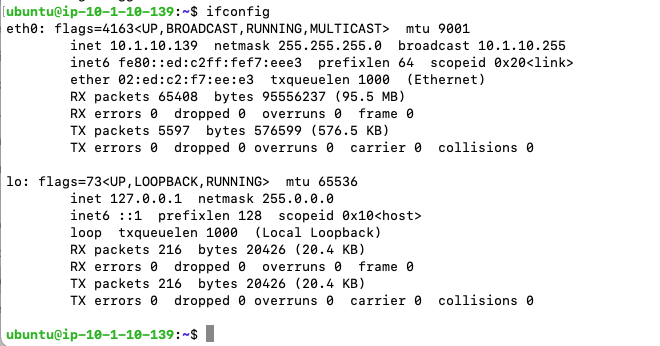 ubuntu@ip-10-1-10-139:~$ ifconfig
eth0: flags=4163<UP,BROADCAST,RUNNING,MULTICAST>  mtu 9001
        inet 10.1.10.139  netmask 255.255.255.0  broadcast 10.1.10.255
        inet6 fe80::ed:c2ff:fef7:eee3  prefixlen 64  scopeid 0x20<link>
        ether 02:ed:c2:f7:ee:e3  txqueuelen 1000  (Ethernet)
        RX packets 65408  bytes 95556237 (95.5 MB)
        RX errors 0  dropped 0  overruns 0  frame 0
        TX packets 5597  bytes 576599 (576.5 KB)
        TX errors 0  dropped 0 overruns 0  carrier 0  collisions 0

lo: flags=73<UP,LOOPBACK,RUNNING>  mtu 65536
        inet 127.0.0.1  netmask 255.0.0.0
        inet6 ::1  prefixlen 128  scopeid 0x10<host>
        loop  txqueuelen 1000  (Local Loopback)
        RX packets 216  bytes 20426 (20.4 KB)
        RX errors 0  dropped 0  overruns 0  frame 0
        TX packets 216  bytes 20426 (20.4 KB)
        TX errors 0  dropped 0 overruns 0  carrier 0  collisions 0

ubuntu@ip-10-1-10-139:~$